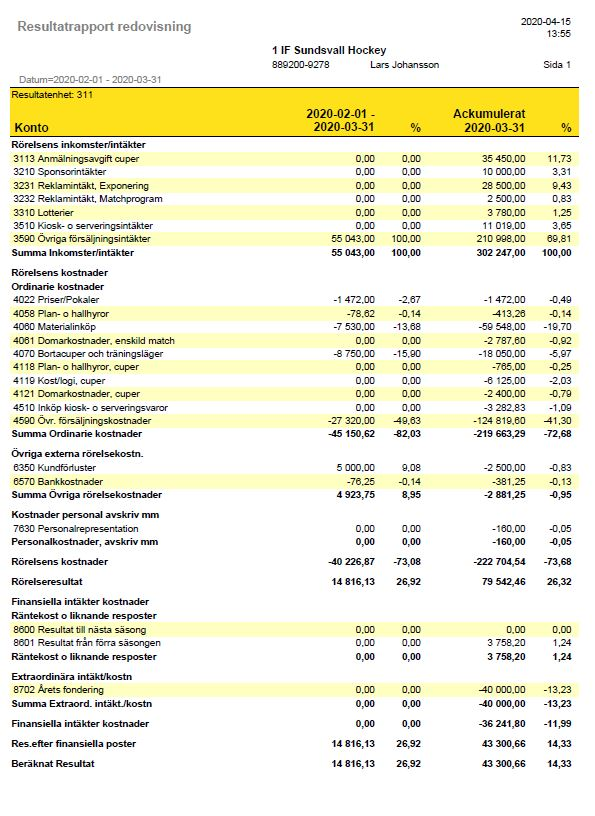 Resultatrapport redovisning
2020-04-15
13:55
1 IF Sundsvall Hockey
889200-9278 Lars Johansson Sida 1
Datum=2020-02-01 - 2020-03-31
Resultatenhet: 311
2020-02-01 - Ackumulerat
Konto 2020-03-31 % 2020-03-31 %
Rörelsens inkomster/intäkter
3113 Anmälningsavgift cuper 0,00 0,00 35 450,00 11,73
3210 Sponsorintäkter 0,00 0,00 10 000,00 3,31
3231 Reklamintäkt, Exponering 0,00 0,00 28 500,00 9,43
3232 Reklamintäkt, Matchprogram 0,00 0,00 2 500,00 0,83
3310 Lotterier 0,00 0,00 3 780,00 1,25
3510 Kiosk- o serveringsintäkter 0,00 0,00 11 019,00 3,65
3590 Övriga försäljningsintäkter 55 043,00 100,00 210 998,00 69,81
Summa Inkomster/intäkter 55 043,00 100,00 302 247,00 100,00
Rörelsens kostnader
Ordinarie kostnader
4022 Priser/Pokaler -1 472,00 -2,67 -1 472,00 -0,49
4058 Plan- o hallhyror -78,62 -0,14 -413,26 -0,14
4060 Materialinköp -7 530,00 -13,68 -59 548,00 -19,70
4061 Domarkostnader, enskild match 0,00 0,00 -2 787,60 -0,92
4070 Bortacuper och träningsläger -8 750,00 -15,90 -18 050,00 -5,97
4118 Plan- o hallhyror, cuper 0,00 0,00 -765,00 -0,25
4119 Kost/logi, cuper 0,00 0,00 -6 125,00 -2,03
4121 Domarkostnader, cuper 0,00 0,00 -2 400,00 -0,79
4510 Inköp kiosk- o serveringsvaror 0,00 0,00 -3 282,83 -1,09
4590 Övr. försäljningskostnader -27 320,00 -49,63 -124 819,60 -41,30
Summa Ordinarie kostnader -45 150,62 -82,03 -219 663,29 -72,68
Övriga externa rörelsekostn.
6350 Kundförluster 5 000,00 9,08 -2 500,00 -0,83
6570 Bankkostnader -76,25 -0,14 -381,25 -0,13
Summa Övriga rörelsekostnader 4 923,75 8,95 -2 881,25 -0,95
Kostnader personal avskriv mm
7630 Personalrepresentation 0,00 0,00 -160,00 -0,05
Personalkostnader, avskriv mm 0,00 0,00 -160,00 -0,05
Rörelsens kostnader -40 226,87 -73,08 -222 704,54 -73,68
Rörelseresultat 14 816,13 26,92 79 542,46 26,32
Finansiella intäkter kostnader
Räntekost o liknande resposter
8600 Resultat till nästa säsong 0,00 0,00 0,00 0,00
8601 Resultat från förra säsongen 0,00 0,00 3 758,20 1,24
Räntekost o liknande resposter 0,00 0,00 3 758,20 1,24
Extraordinära intäkt/kostn
8702 Årets fondering 0,00 0,00 -40 000,00 -13,23
Summa Extraord. intäkt./kostn 0,00 0,00 -40 000,00 -13,23
Finansiella intäkter kostnader 0,00 0,00 -36 241,80 -11,99
Res.efter finansiella poster 14 816,13 26,92 43 300,66 14,33
Beräknat Resultat 14 816,13 26,92 43 300,66 14,33